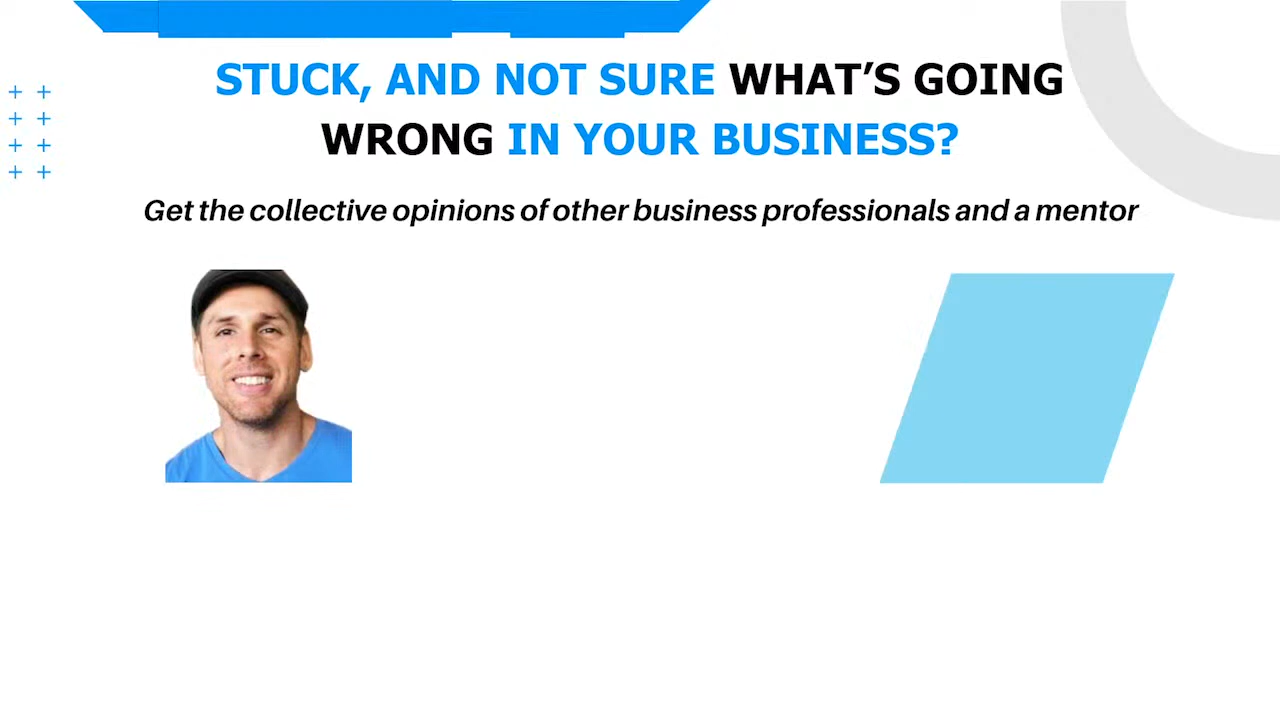 STUCK, AND NOT SURE WHAT’S GOING
WRONG IN YOUR BUSINESS?
Get the collective opinions of other business professionals and a mentor